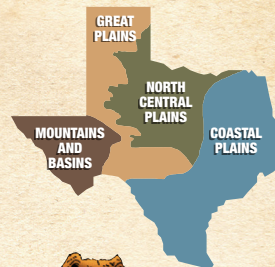 GREAT
PLAINS
NORTH
CENTRAL
PLAINS
MOUNTAINS
AND
BASINS
COASTAL
PLAINS